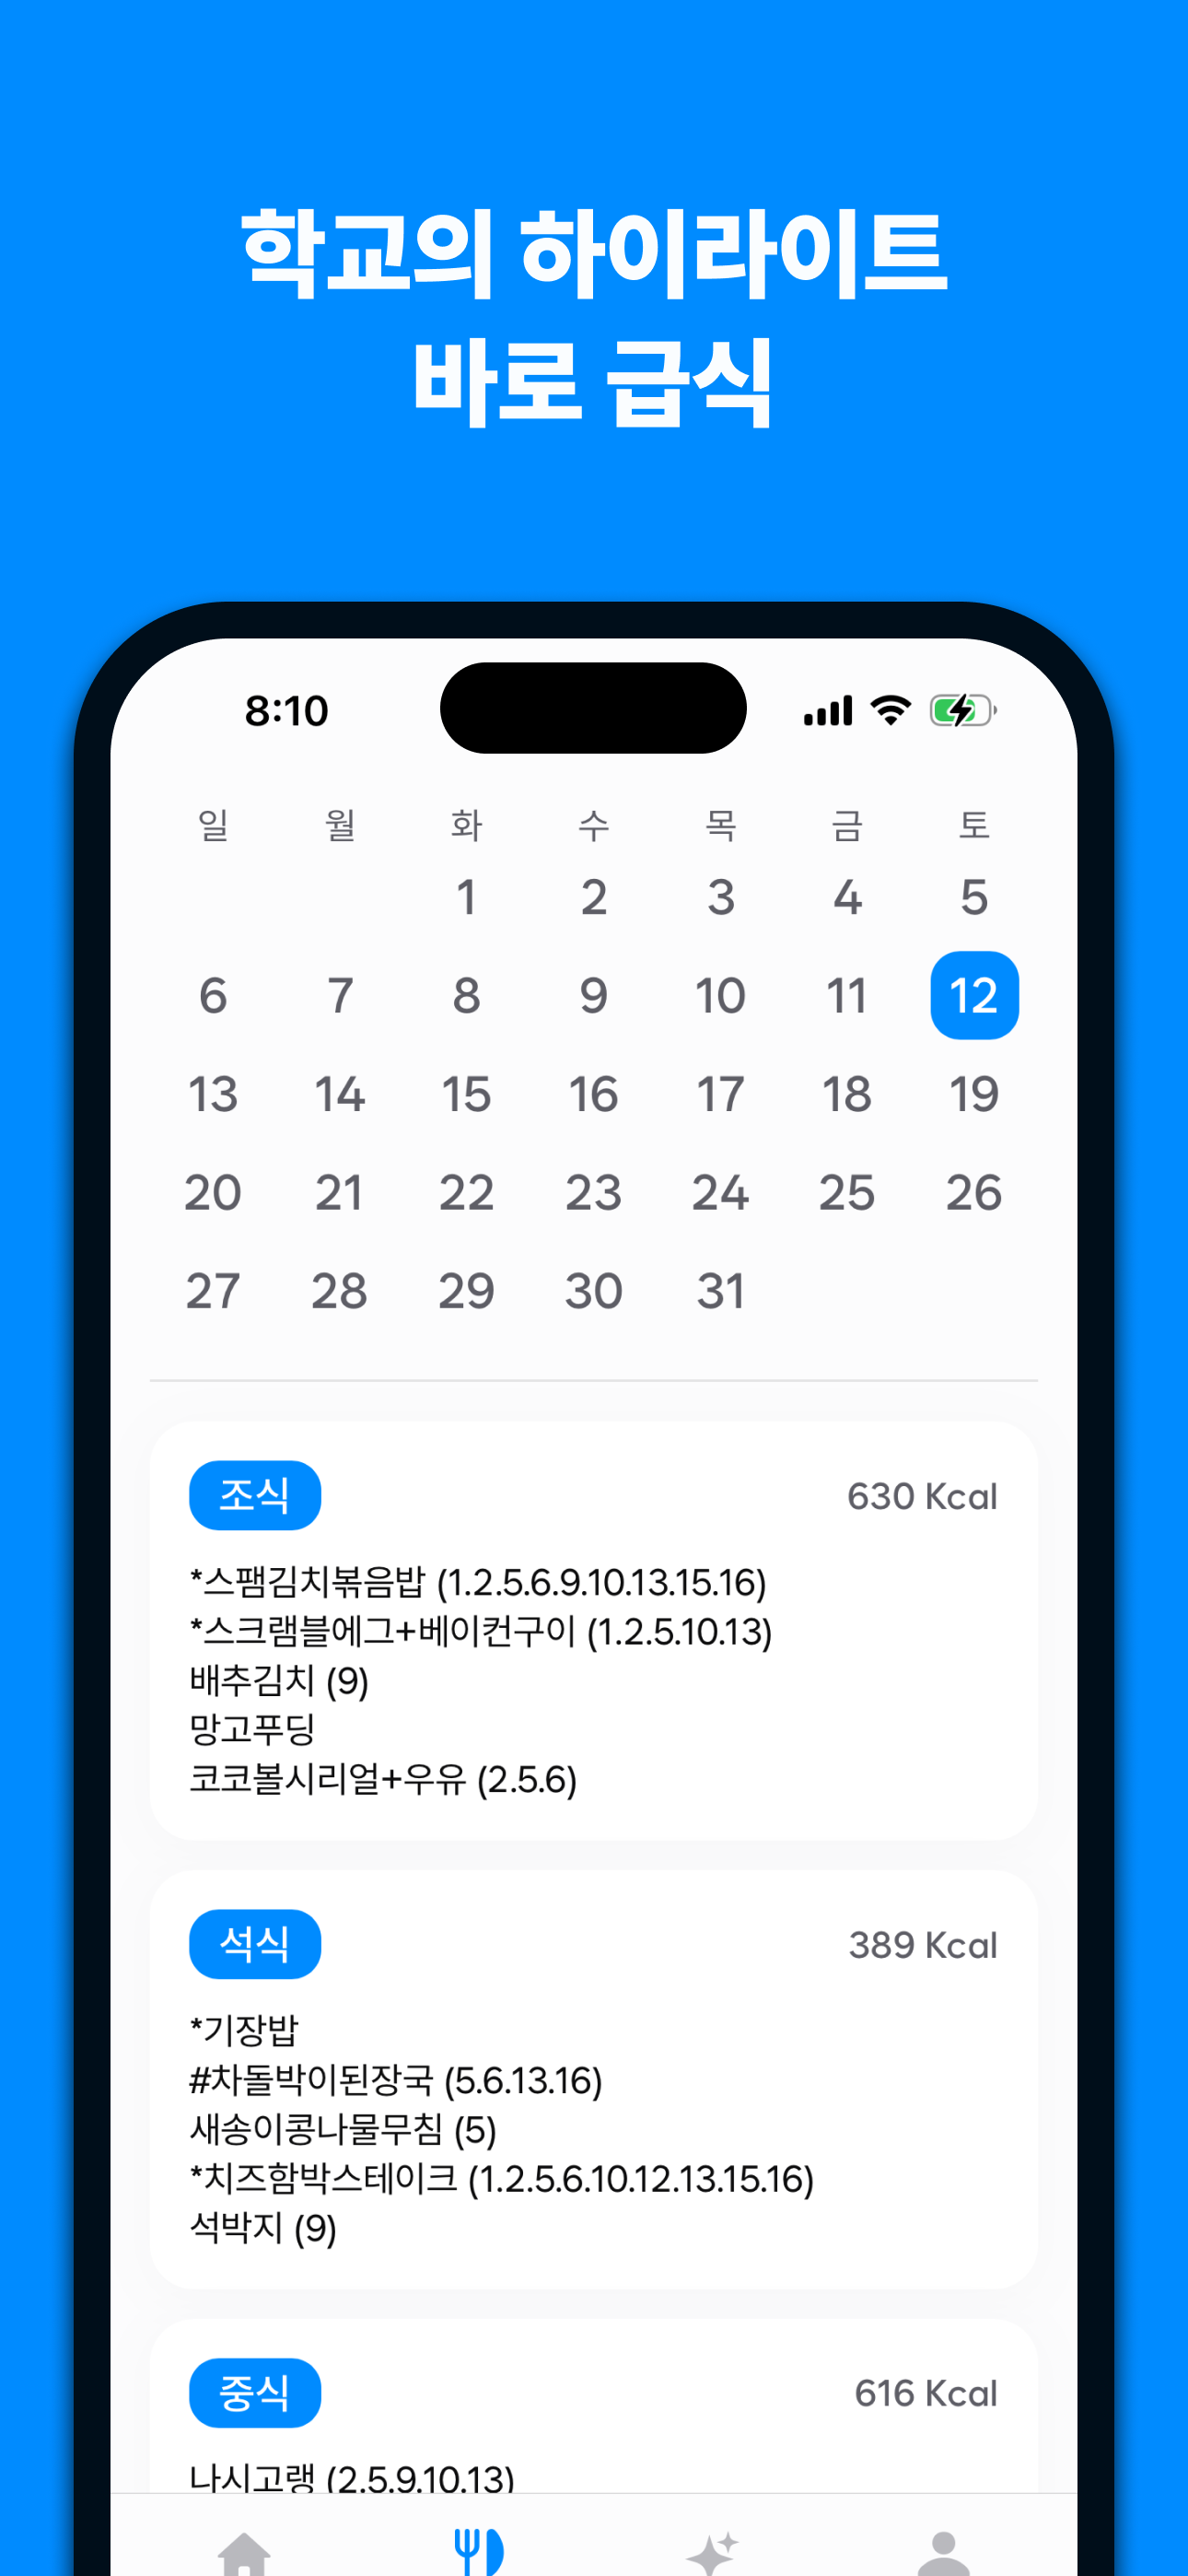 학교의 하이라이트
바로 급식
8:10
일 월 화 수 목 금 토
1 2 3 4 5
6 7 8 9 10 11 12
13 14 15 16 17 18 19
20 21 22 23 24 25 26
27 28 29 30 31
조식 630 Kcal
*스팸김치볶음밥 (1.2.5.6.9.10.13.15.16)
*스크램블에그+베이컨구이 (1.2.5.10.13)
배추김치 (9)
망고푸딩
코코볼시리얼+우유 (2.5.6)
석식 389 Kcal
*기장밥
#차돌박이된장국 (5.6.13.16)
새송이콩나물무침 (5)
*치즈함박스테이크 (1.2.5.6.10.12.13.15.16)
석박지 (9)
중식 616 Kcal
나시고랭 (2.5.9.10.13)